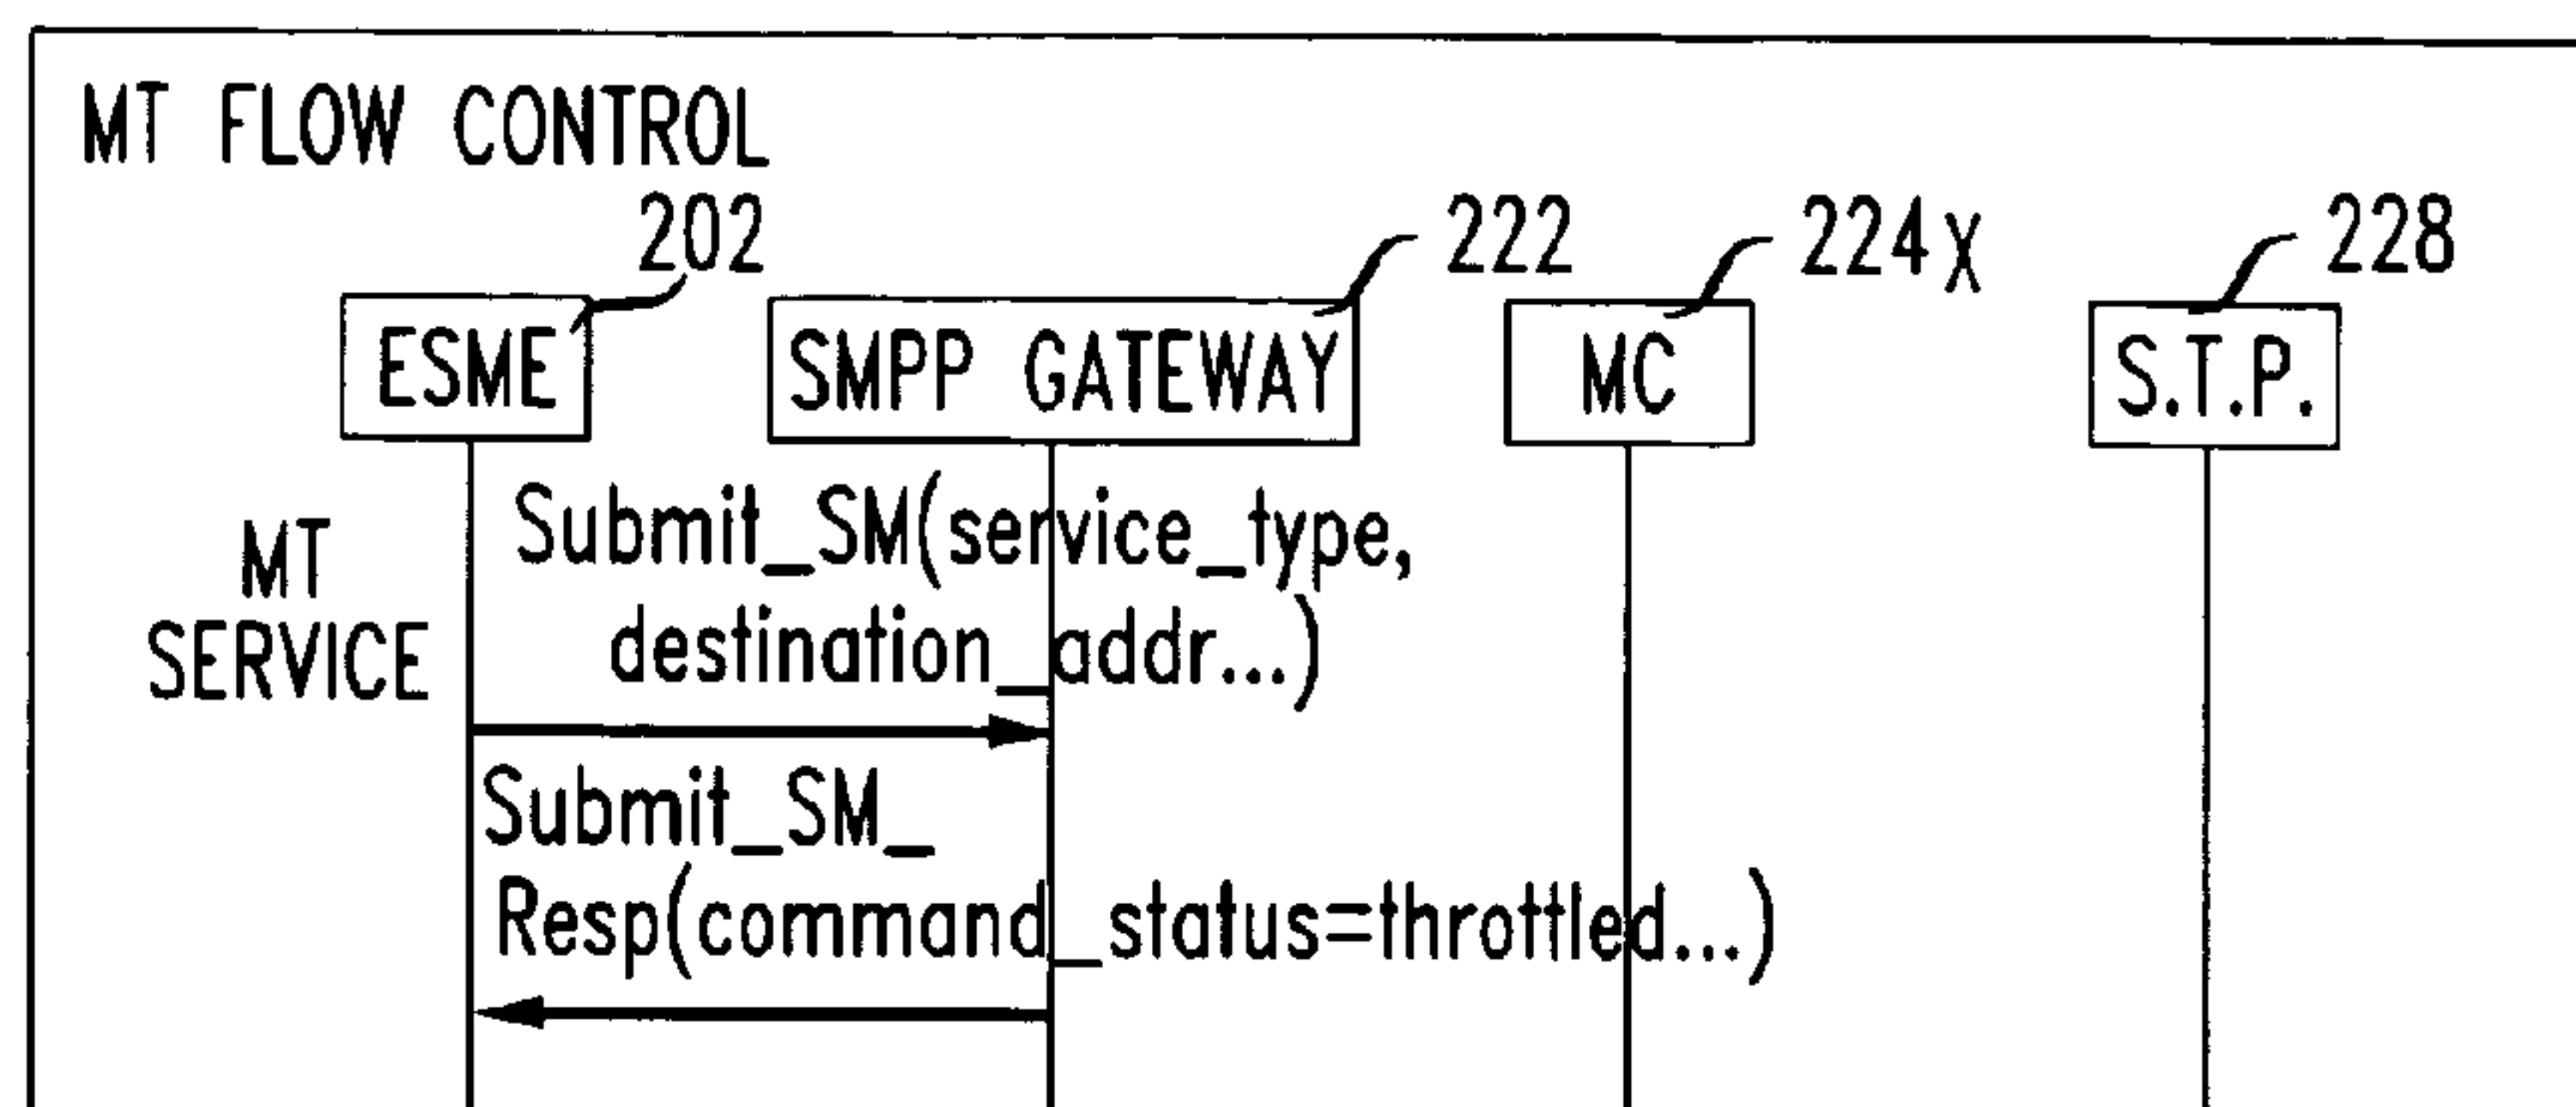 MT FLOW CONTROL
202
222
224x
228
ESME
SMPP GATEWAY
MC
S.T.P.
MT
SERVICE
Submit_SM(service_type,
destination_addr...)
Submit_SM_
Resp(command_status=throttled...)